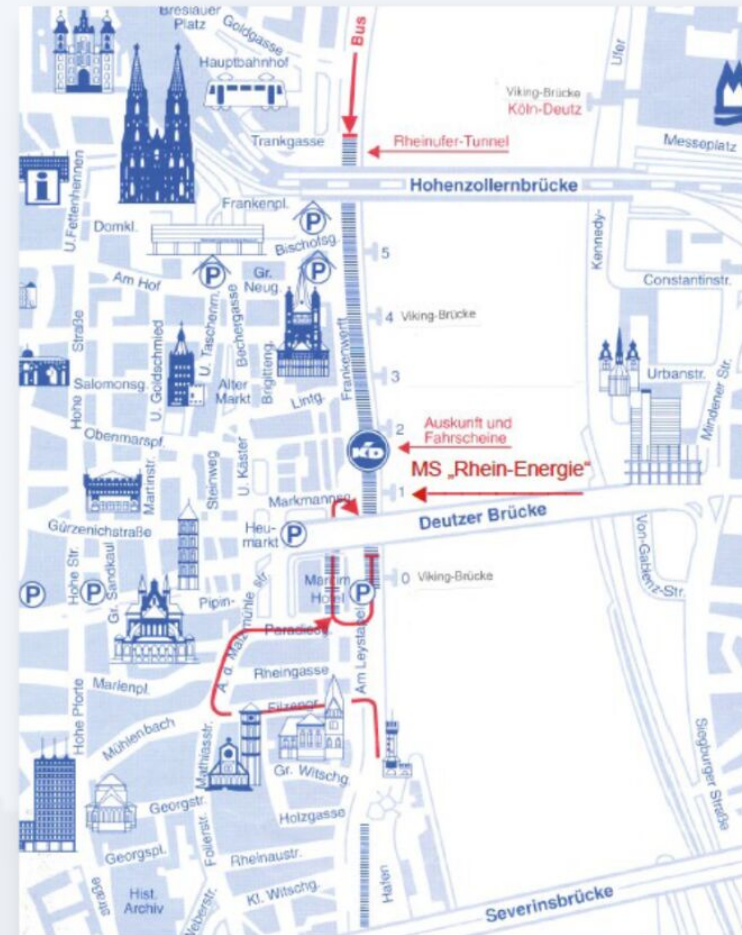 Breslauer
Platz
Goldgasse
Bus
Hauptbahnhof
Ufer
Viking-Brücke
Köln-Deutz
Trankgasse
Rheinufer-Tunnel
Messeplatz
i
U.Fettenhennen
Hohenzollernbrücke
Frankenpl.
P
Domkl.
Bischofsg.
Kennedy-
5
P
P
Am Hof
Gr.
Neug.
Constantinstr.
Hohe Straße
U. Goldschmied
U. Taschenm.
Bechergasse
Brigitteng.
Frankenwerft
4 Viking-Brücke
3
Salomonsg.
Alter
Markt
Lintg.
Urbanstr.
Mindener Str.
Obenmarspf.
2
Auskunft und
Fahrscheine
KD
MS „Rhein-Energie“
Martinstr.
Steinweg
U. Käster
1
Markmannsg.
Deutzer Brücke
Gürzenichstraße
Heu-
markt
P
Von-Gablenz-Str.
Hohe Str.
Gr. Sandkaul
0 Viking-Brücke
P
P
Pipin-
str.
Hotel
P
A. d. Malzmühle
Am Leystapel
Rheingasse
Marienpl.
Filzengr.
Hohe Pforte
Mühlenbach
Mathiasstr.
Siegburger Straße
Gr. Witschg.
Georgstr.
Holzgasse
Georgspl.
Follerstr.
Rheinaustr.
Hafen
straße
Hist.
Archiv
Kl. Witschg.
Severinsbrücke